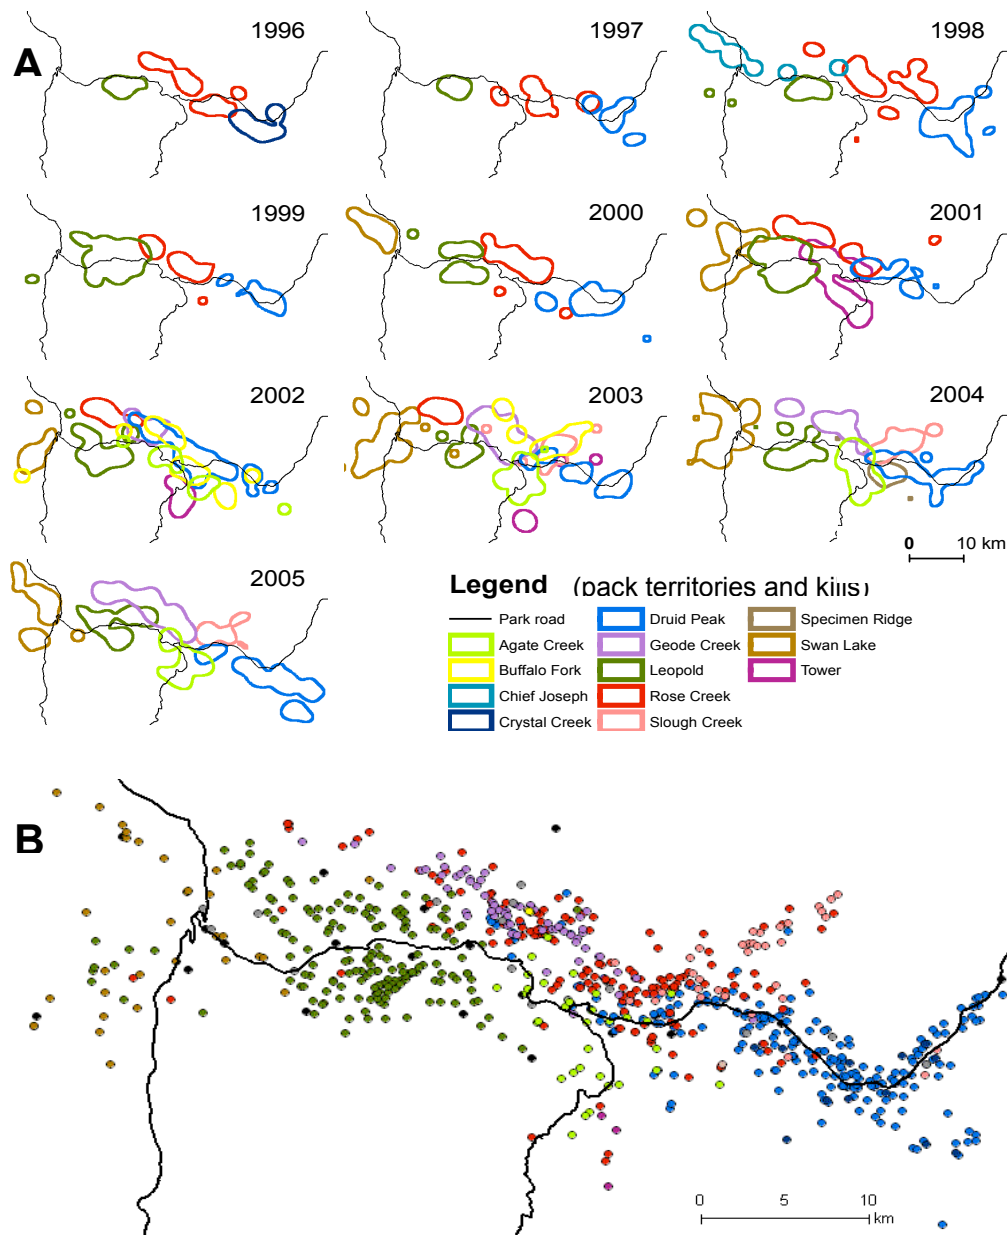 A
1996
1997
1998
1999
2000
2001
2002
2003
2004
0 10 km
2005
Legend (pack territories and kills)
Park road
Druid Peak
Specimen Ridge
Agate Creek
Geode Creek
Swan Lake
Buffalo Fork
Leopold
Tower
Chief Joseph
Rose Creek
Crystal Creek
Slough Creek
B
0 5 10
km